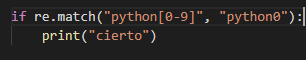 if re.match("python[0-9]", "python0"):
    print("cierto")